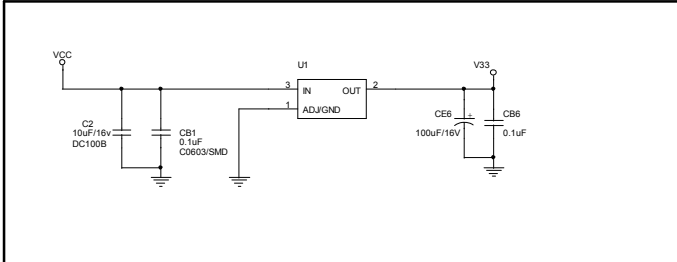 VCC
U1
V33
3 IN OUT 2
1 ADJ/GND
C2
10uF/16v
DC100B
CB1
0.1uF
C0603/SMD
CE6
100uF/16V
+
CB6
0.1uF